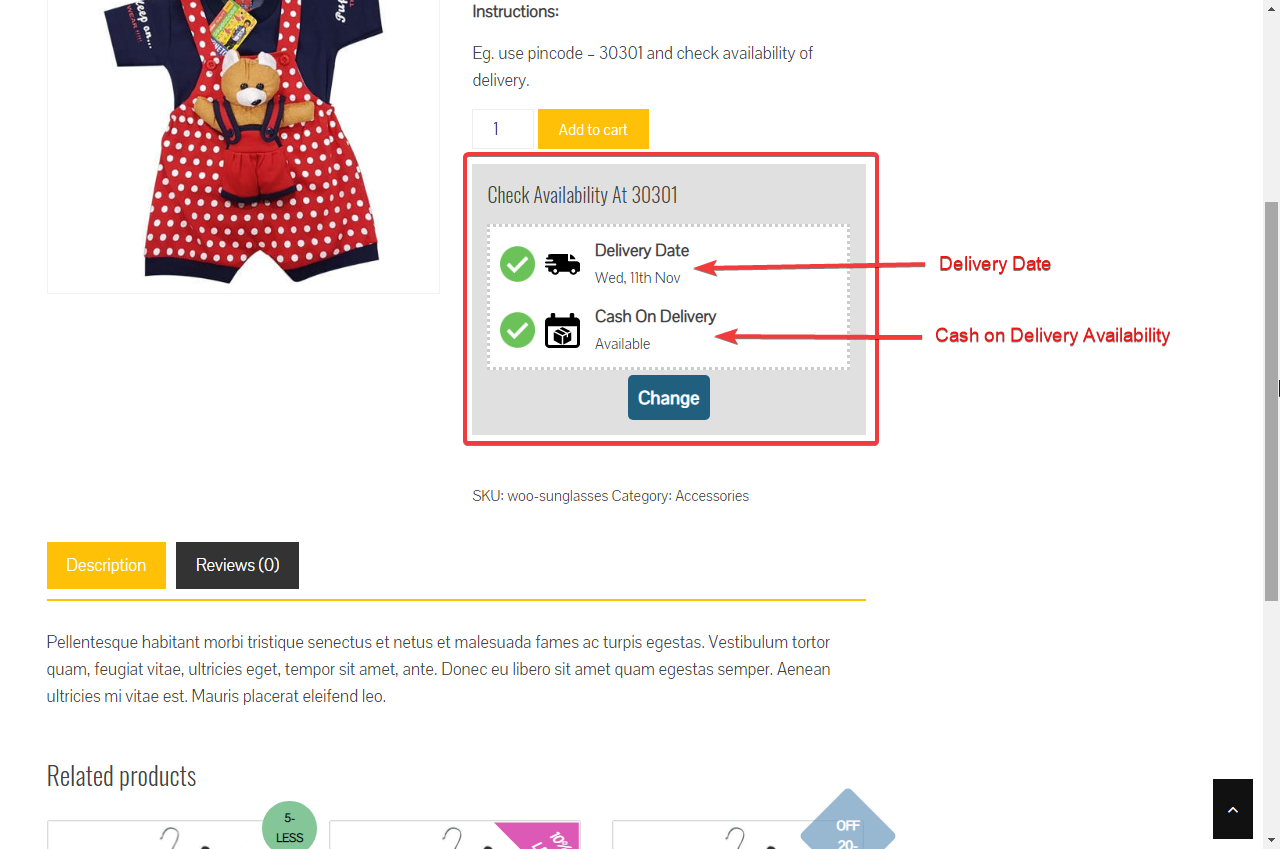 Instructions:
Eg. use pincode – 30301 and check availability of
delivery.
1
Add to cart
Check Availability At 30301
Delivery Date
Wed, 11th Nov
Delivery Date
Cash On Delivery
Available
Cash on Delivery Availability
Change
SKU: woo-sunglasses Category: Accessories
Description
Reviews (0)
Pellentesque habitant morbi tristique senectus et netus et malesuada fames ac turpis egestas. Vestibulum tortor
quam, feugiat vitae, ultricies eget, tempor sit amet, ante. Donec eu libero sit amet quam egestas semper. Aenean
ultricies mi vitae est. Mauris placerat eleifend leo.
Related products
5-
LESS
10%
OFF
20-